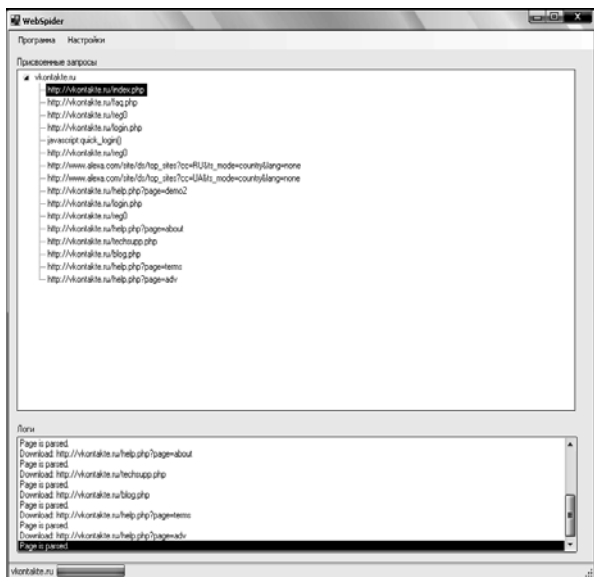 WebSpider
Программа Настройки
Присвоенные запросы
vkontakte.ru
http://vkontakte.ru/index.php
http://vkontakte.ru/faq.php
http://vkontakte.ru/reg0
http://vkontakte.ru/login.php
javascript:quick_login()
http://vkontakte.ru/reg0
http://www.alexa.com/site/ds/top_sites?cc=RU&ts_mode=country&lang=none
http://www.alexa.com/site/ds/top_sites?cc=UA&ts_mode=country&lang=none
http://vkontakte.ru/help.php?page=demo2
http://vkontakte.ru/login.php
http://vkontakte.ru/reg0
http://vkontakte.ru/help.php?page=about
http://vkontakte.ru/techsupp.php
http://vkontakte.ru/blog.php
http://vkontakte.ru/help.php?page=terms
http://vkontakte.ru/help.php?page=adv
Логи
Page is parsed.
Download: http://vkontakte.ru/help.php?page=about
Page is parsed.
Download: http://vkontakte.ru/techsupp.php
Page is parsed.
Download: http://vkontakte.ru/blog.php
Page is parsed.
Download: http://vkontakte.ru/help.php?page=terms
Page is parsed.
Download: http://vkontakte.ru/help.php?page=adv
Page is parsed.
vkontakte.ru